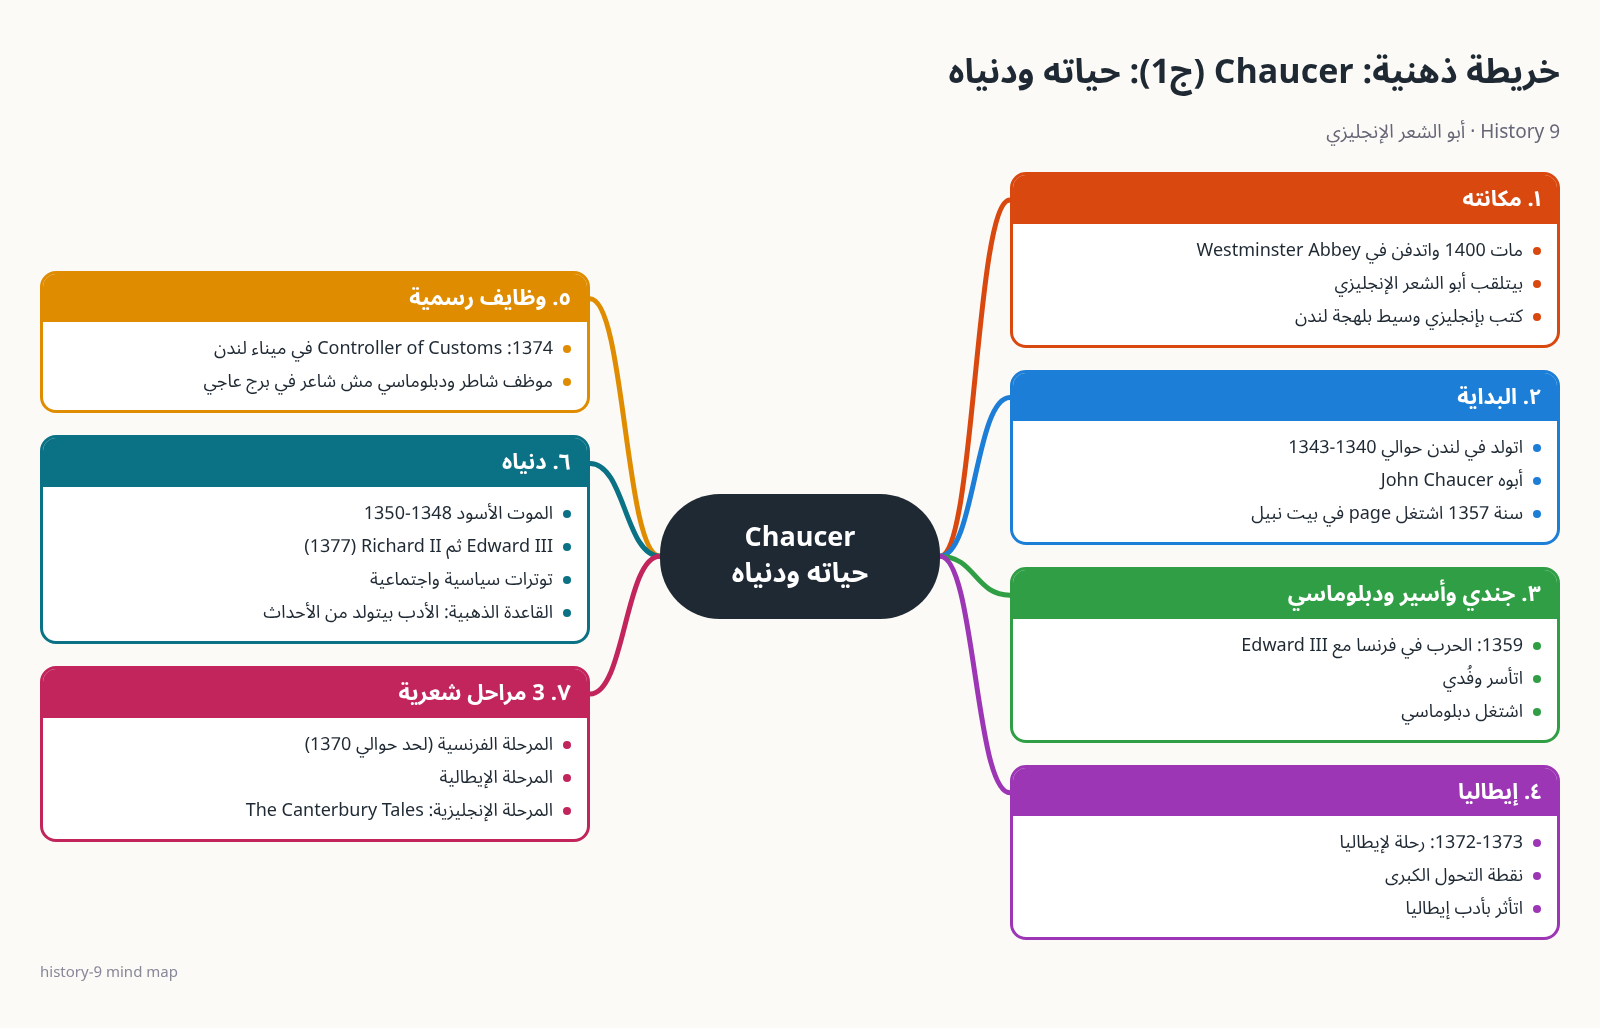 خريطة ذهنية: Chaucer (ج1): حياته ودنياه
History 9 · أبو الشعر الإنجليزي
١. مكانته
مات 1400 واتدفن في Westminster Abbey
بيتلقب أبو الشعر الإنجليزي
كتب بإنجليزي وسيط بلهجة لندن
٢. البداية
اتولد في لندن حوالي 1340-1343
أبوه John Chaucer
سنة 1357 اشتغل page في بيت نبيل
٣. جندي وأسير ودبلوماسي
1359: الحرب في فرنسا مع Edward III
اتأسر وفُدي
اشتغل دبلوماسي
٤. إيطاليا
1372-1373: رحلة لإيطاليا
نقطة التحول الكبرى
اتأثر بأدب إيطاليا
Chaucer
حياته ودنياه
٥. وظايف رسمية
1374: Controller of Customs في ميناء لندن
موظف شاطر ودبلوماسي مش شاعر في برج عاجي
٦. دنياه
الموت الأسود 1348-1350
Edward III ثم Richard II (1377)
توترات سياسية واجتماعية
القاعدة الذهبية: الأدب بيتولد من الأحداث
٧. 3 مراحل شعرية
المرحلة الفرنسية (لحد حوالي 1370)
المرحلة الإيطالية
المرحلة الإنجليزية: The Canterbury Tales
history-9 mind map